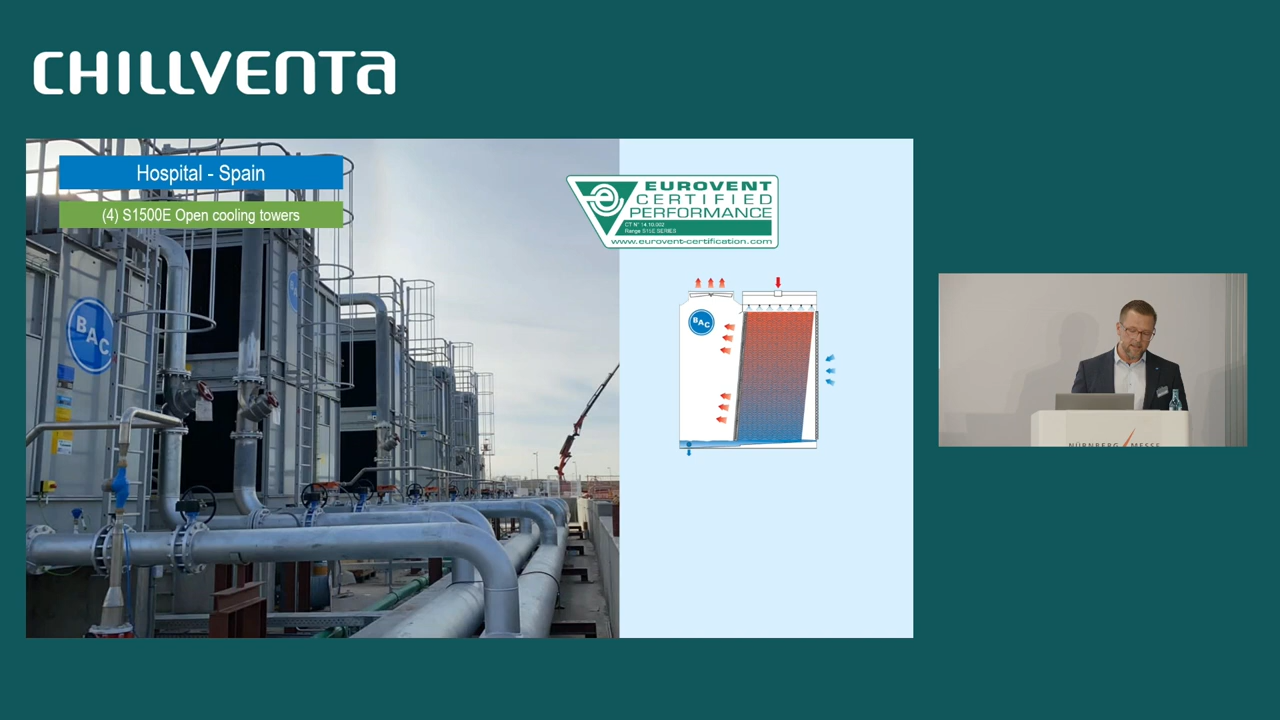 CHILLVENTA
Hospital - Spain
(4) S1500E Open cooling towers
BAC
EUROVENT
CERTIFIED
PERFORMANCE
CT N° 14.10.002
Range S15E SERIES
www.eurovent-certification.com
BAC
NÜRNBERG MESSE